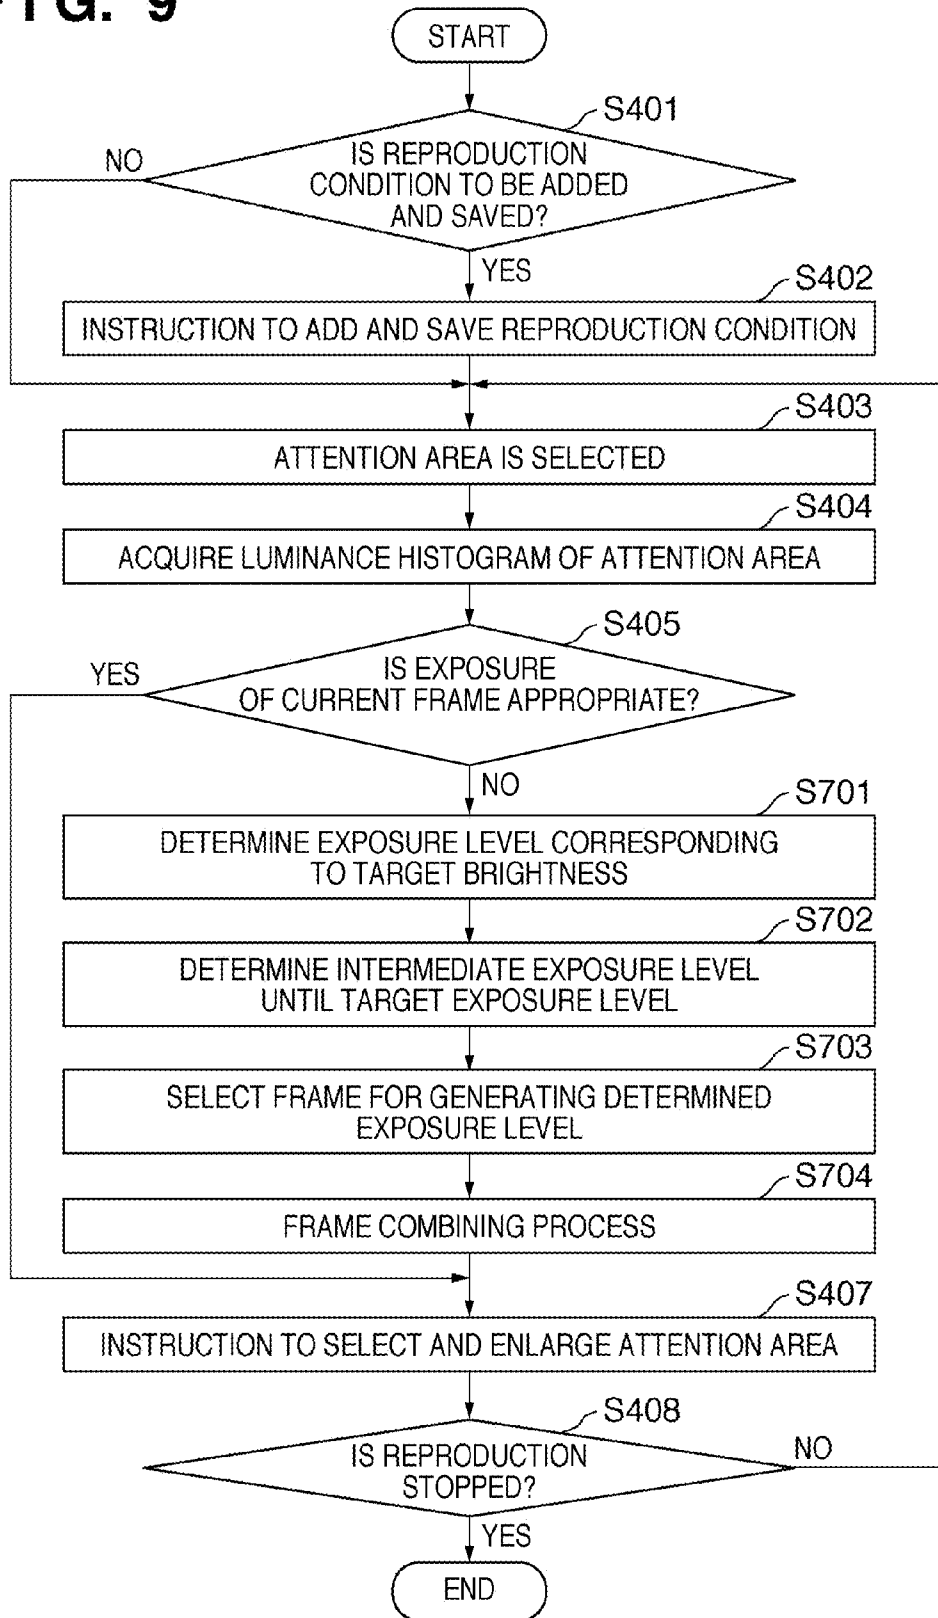 FIG. 9
START
S401
NO
IS REPRODUCTION
CONDITION TO BE ADDED
AND SAVED?
YES
S402
INSTRUCTION TO ADD AND SAVE REPRODUCTION CONDITION
S403
ATTENTION AREA IS SELECTED
S404
ACQUIRE LUMINANCE HISTOGRAM OF ATTENTION AREA
S405
YES
IS EXPOSURE
OF CURRENT FRAME APPROPRIATE?
NO
S701
DETERMINE EXPOSURE LEVEL CORRESPONDING
TO TARGET BRIGHTNESS
S702
DETERMINE INTERMEDIATE EXPOSURE LEVEL
UNTIL TARGET EXPOSURE LEVEL
S703
SELECT FRAME FOR GENERATING DETERMINED
EXPOSURE LEVEL
S704
FRAME COMBINING PROCESS
S407
INSTRUCTION TO SELECT AND ENLARGE ATTENTION AREA
S408
IS REPRODUCTION
STOPPED?
NO
YES
END